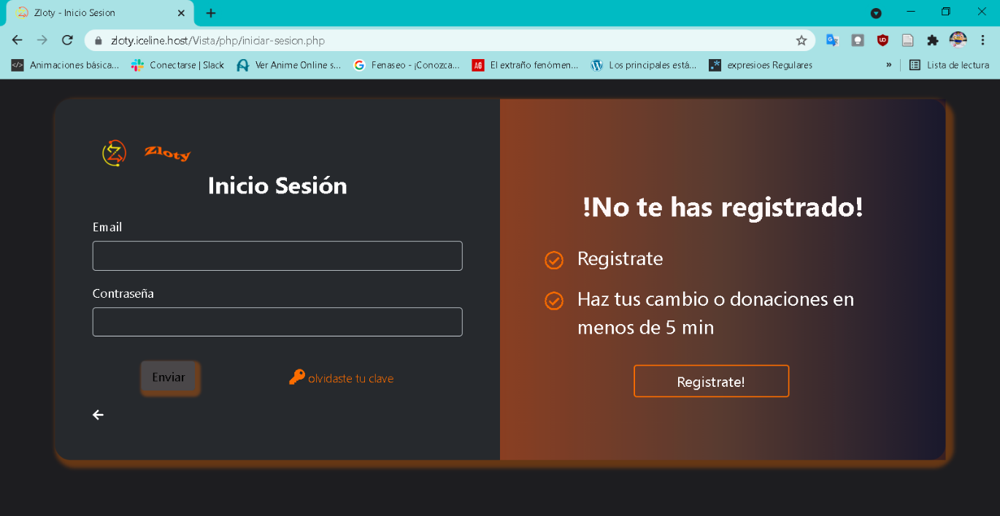 Zloty - Inicio Sesion
zloty.iceline.host/Vista/php/iniciar-sesion.php
Animaciones básica... Conectarse | Slack Ver Anime Online s... Fenaseo - ¡Conozca... AG El extraño fenómen... Los principales está... expresioes Regulares » Lista de lectura
Zloty
Inicio Sesión
Email
Contraseña
Enviar
olvidaste tu clave
!No te has registrado!
Registrate
Haz tus cambio o donaciones en
menos de 5 min
Registrate!